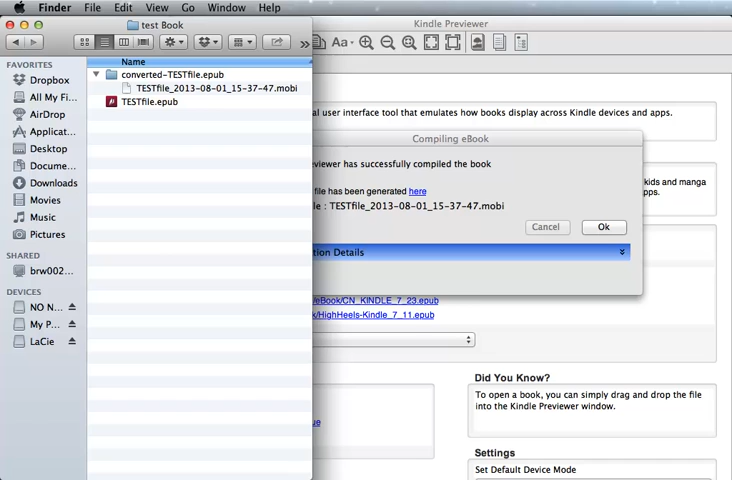 Finder File Edit View Go Window Help
test Book
Kindle Previewer
Aa
Name
FAVORITES
Dropbox
All My Fi...
AirDrop
Applicat...
Desktop
Docume...
Downloads
Movies
Music
Pictures
SHARED
brw002...
DEVICES
NO N...
My P...
LaCie
converted-TESTfile.epub
TESTfile_2013-08-01_15-37-47.mobi
TESTfile.epub
al user interface tool that emulates how books display across Kindle devices and apps.
Compiling eBook
eviewer has successfully compiled the book
file has been generated here
le : TESTfile_2013-08-01_15-37-47.mobi
Cancel Ok
tion Details
kids and manga
pps.
/eBook/CN_KINDLE_7_23.epub
k/HighHeels-Kindle_7_11.epub
ue
Did You Know?
To open a book, you can simply drag and drop the file
into the Kindle Previewer window.
Settings
Set Default Device Mode